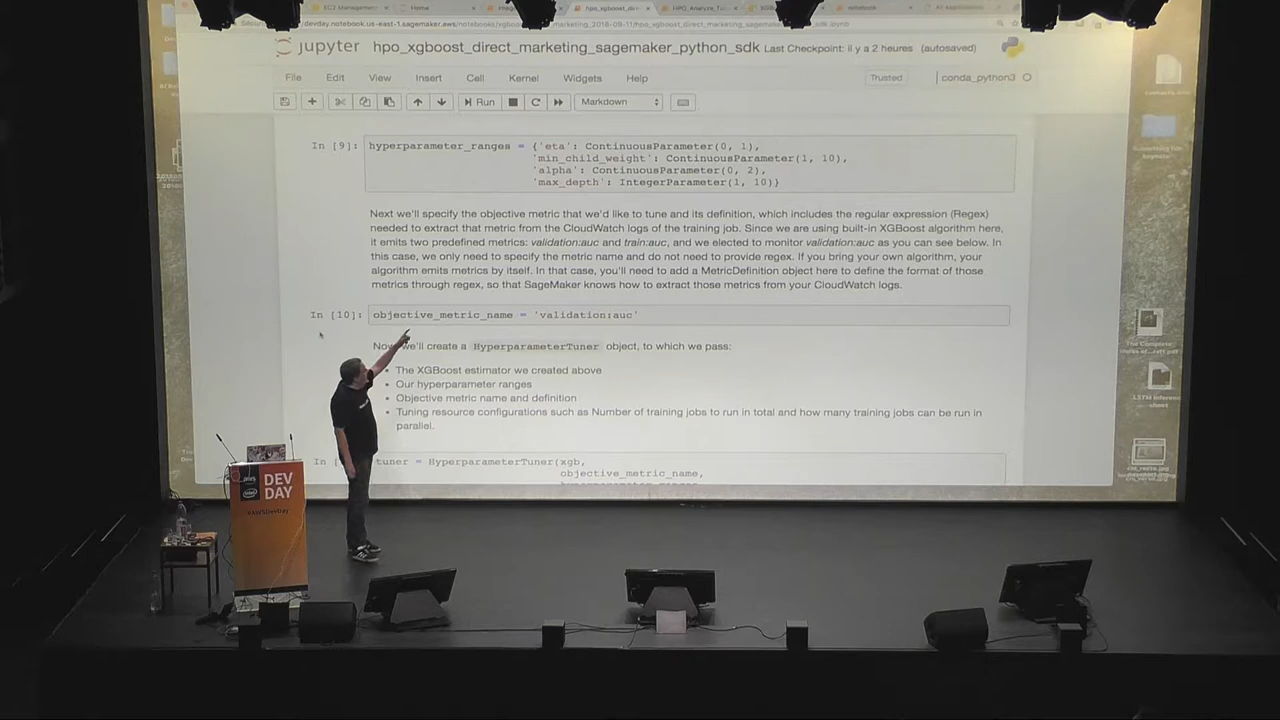 Home
jupyter hpo_xgboost_direct_marketing_sagemaker_python_sdk Last Checkpoint: il y a 2 heures (autosaved)
File Edit View Insert Cell Kernel Widgets Help Trusted conda_python3
Run Markdown
In [9]: hyperparameter_ranges = {'eta': ContinuousParameter(0, 1),
'min_child_weight': ContinuousParameter(1, 10),
'alpha': ContinuousParameter(0, 2),
'max_depth': IntegerParameter(1, 10)}
Next we'll specify the objective metric that we'd like to tune and its definition, which includes the regular expression (Regex)
needed to extract that metric from the CloudWatch logs of the training job. Since we are using built-in XGBoost algorithm here,
it emits two predefined metrics: validation:auc and train:auc, and we elected to monitor validation:auc as you can see below. In
this case, we only need to specify the metric name and do not need to provide regex. If you bring your own algorithm, your
algorithm emits metrics by itself. In that case, you'll need to add a MetricDefinition object here to define the format of those
metrics through regex, so that SageMaker knows how to extract those metrics from your CloudWatch logs.
In [10]: objective_metric_name = 'validation:auc'
Now we'll create a HyperparameterTuner object, to which we pass:
The XGBoost estimator we created above
Our hyperparameter ranges
Objective metric name and definition
Tuning resource configurations such as Number of training jobs to run in total and how many training jobs can be run in
parallel.
In tuner = HyperparameterTuner(xgb,
objective_metric_name,
aws
DEV
DAY
#AWSDevDay